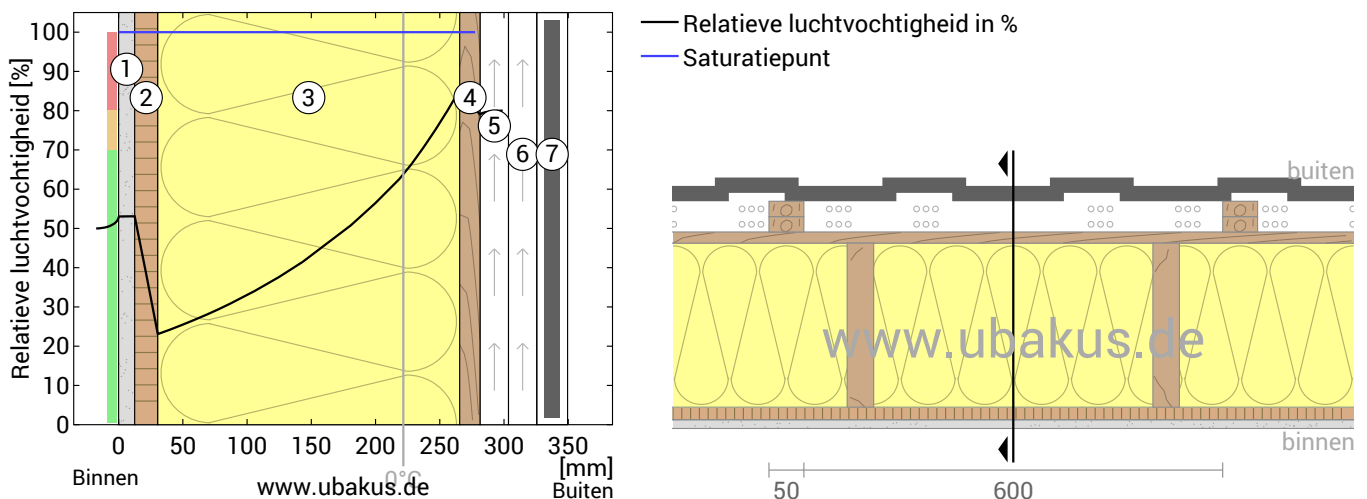 Relatieve luchtvochtigheid [%]
100
90
80
70
60
50
40
30
20
10
0
1
2
3
4
5
6
7
0 50 100 150 200 250 300 350
[mm]
0°C
Binnen
www.ubakus.de
Buiten
Relatieve luchtvochtigheid in %
Saturatiepunt
buiten
www.ubakus.de
binnen
50 600